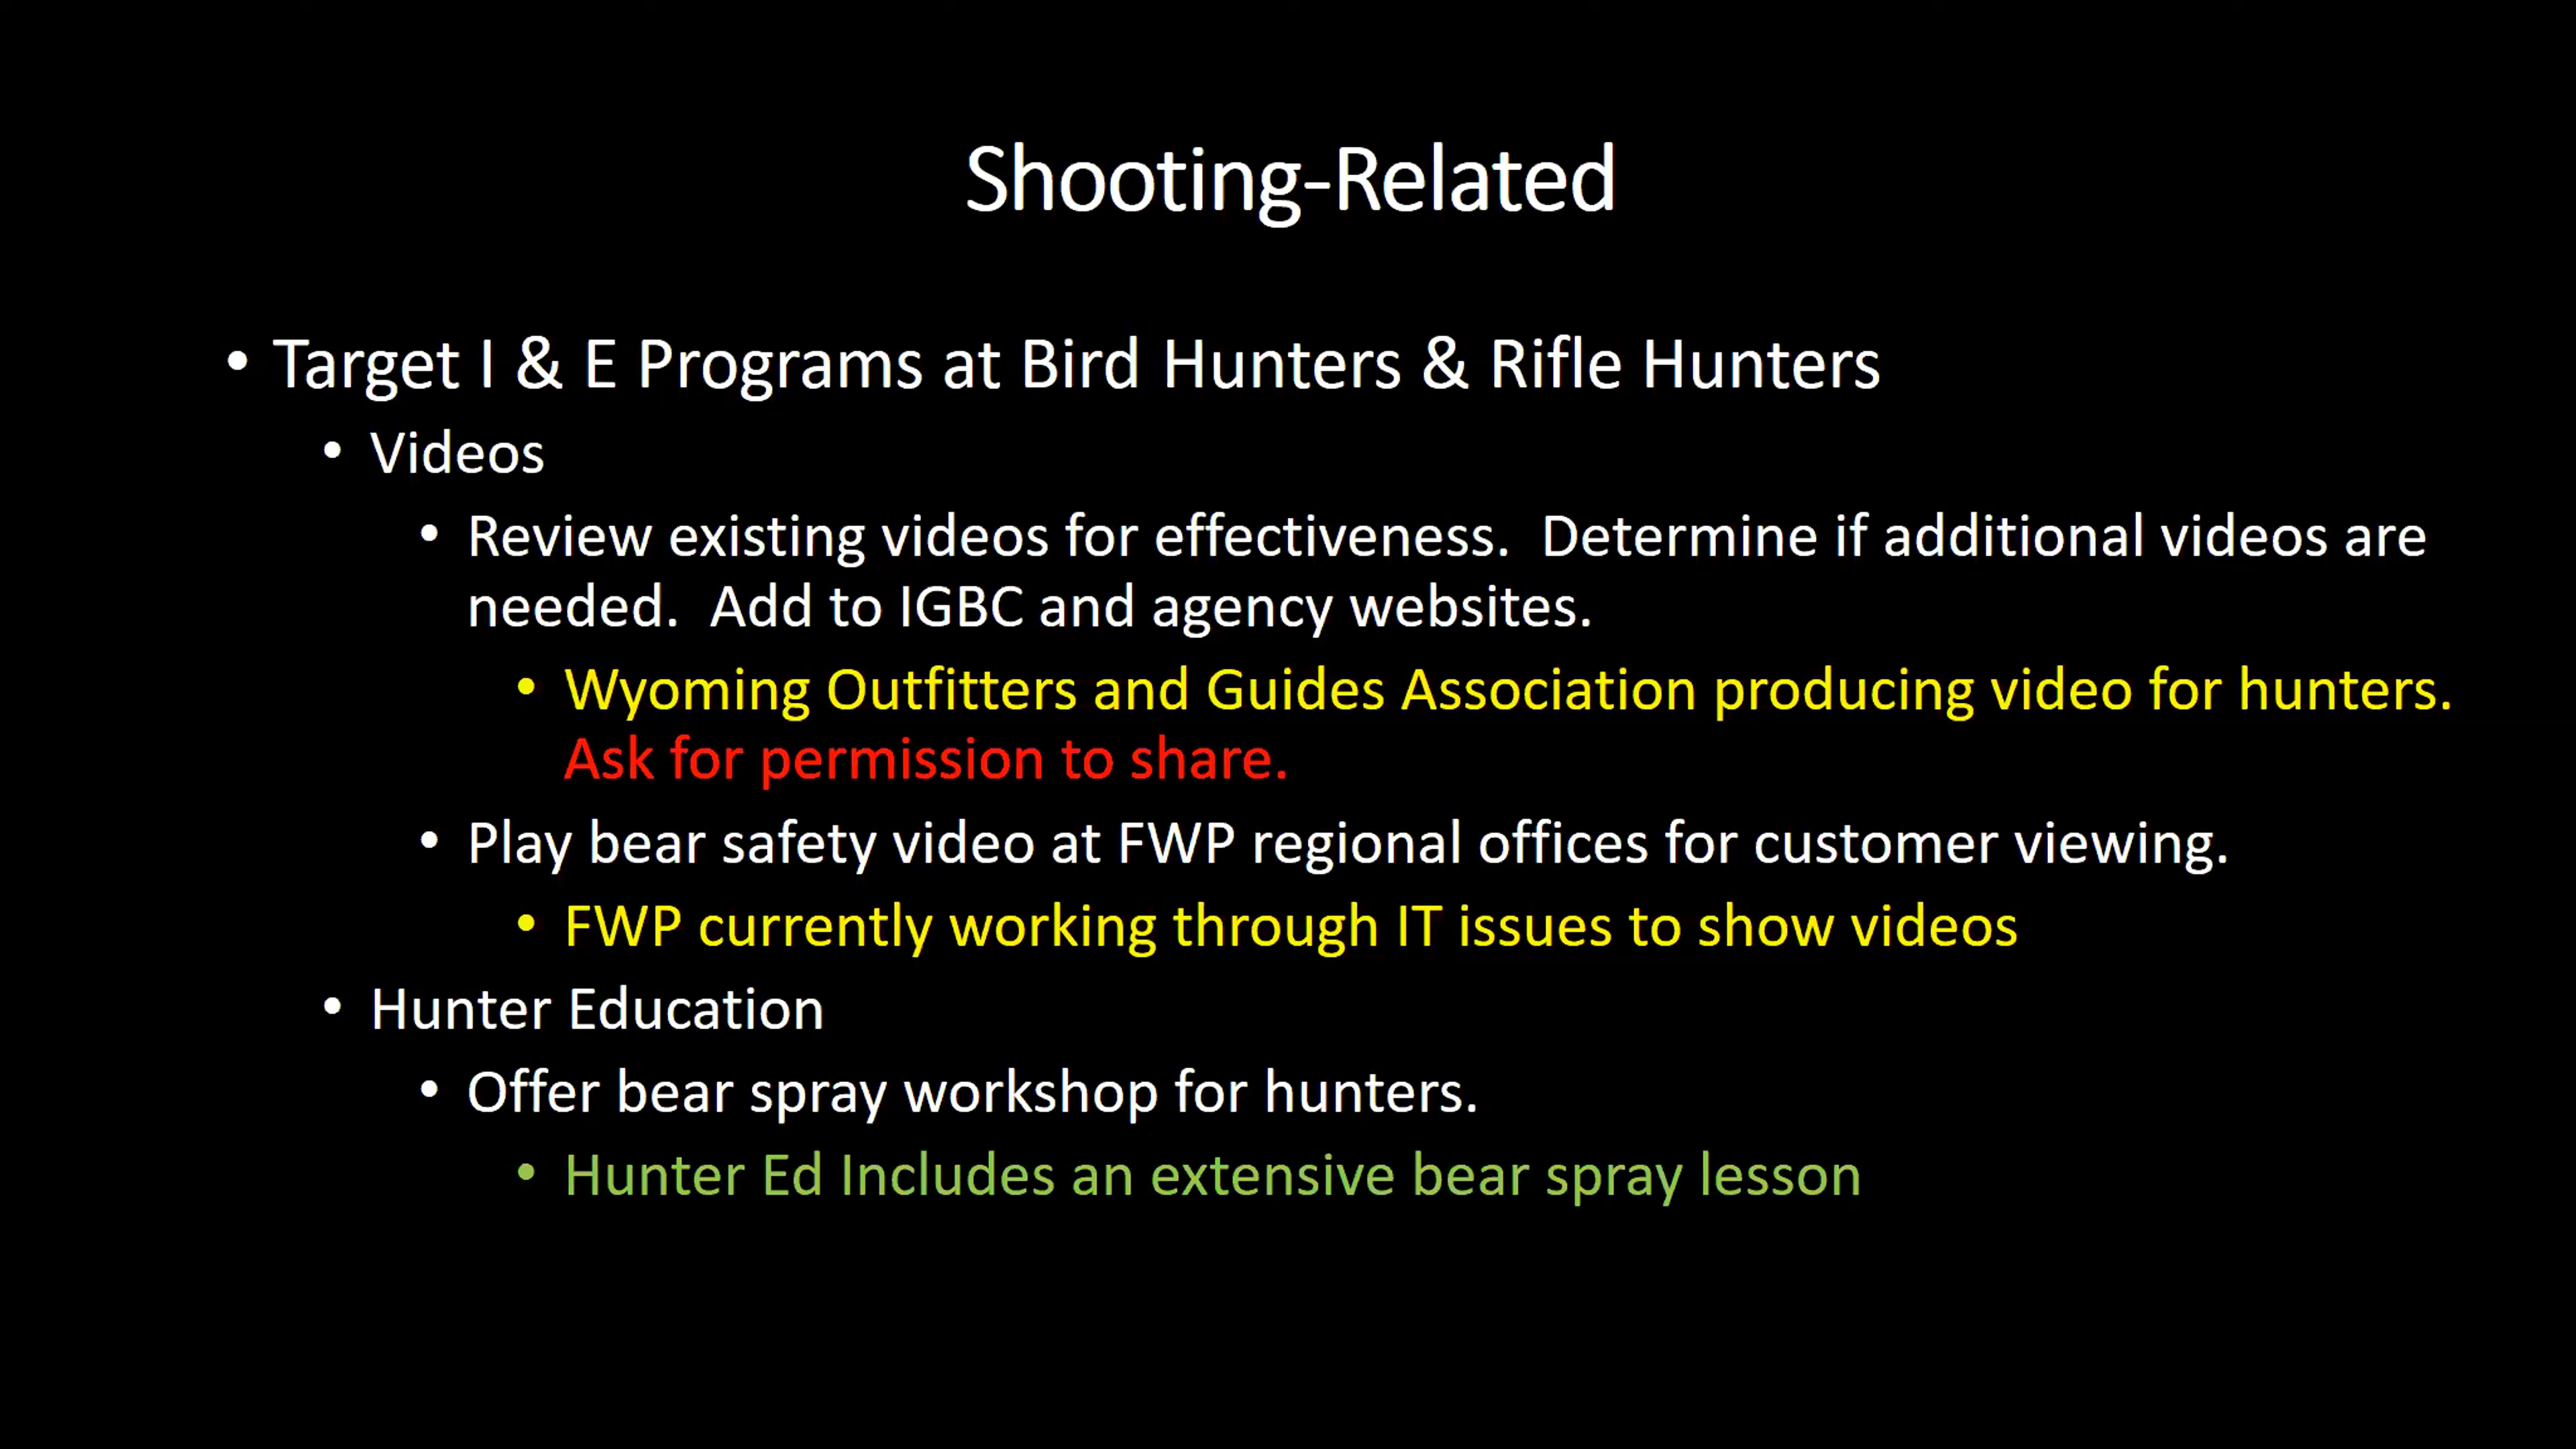 Shooting-Related
• Target I & E Programs at Bird Hunters & Rifle Hunters
• Videos
• Review existing videos for effectiveness.  Determine if additional videos are
needed.  Add to IGBC and agency websites.
• Wyoming Outfitters and Guides Association producing video for hunters.
Ask for permission to share.
• Play bear safety video at FWP regional offices for customer viewing.
• FWP currently working through IT issues to show videos
• Hunter Education
• Offer bear spray workshop for hunters.
• Hunter Ed Includes an extensive bear spray lesson